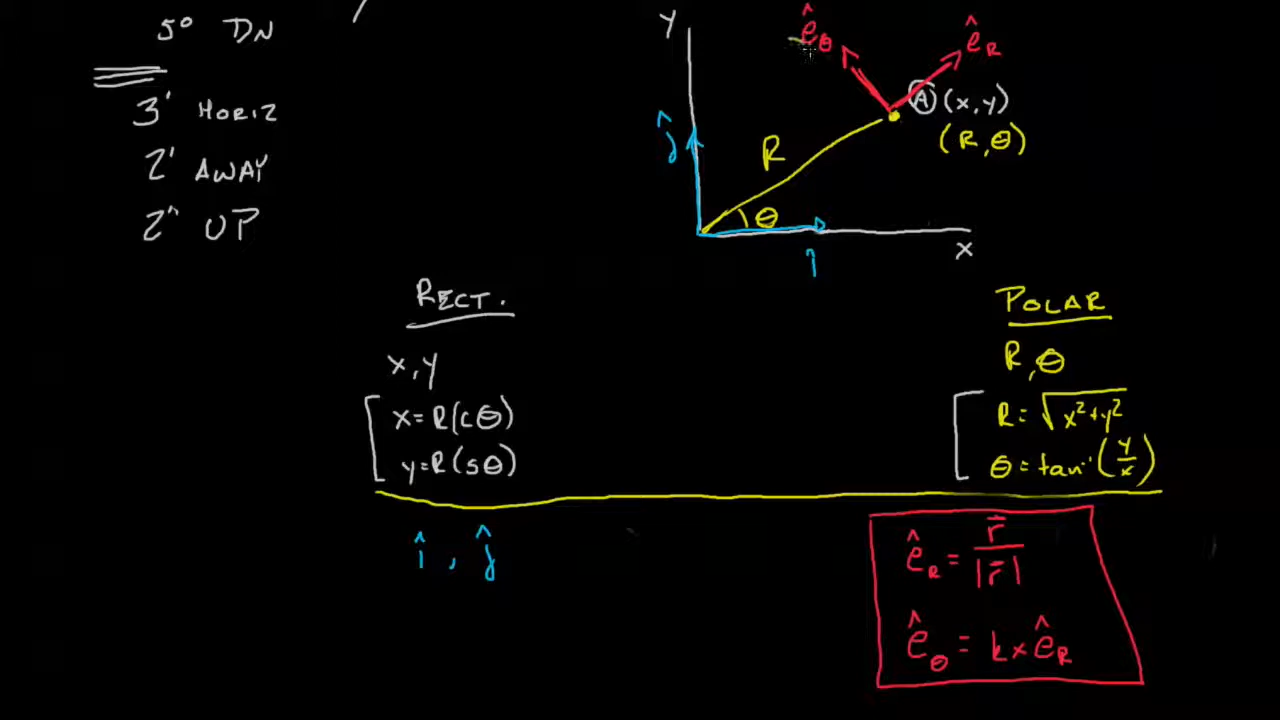 5° DN
3' HORIZ
2' AWAY
2" UP
Y
ê_θ
ê_R
A (x, y)
(R, θ)
ĵ
R
θ
î
X
RECT.
x, y
x = R(cθ)
y = R(sθ)
POLAR
R, θ
R = √x²+y²
θ = tan⁻¹(y/x)
î, ĵ
ê_R = r⃗/|r⃗|
ê_θ = k × ê_R